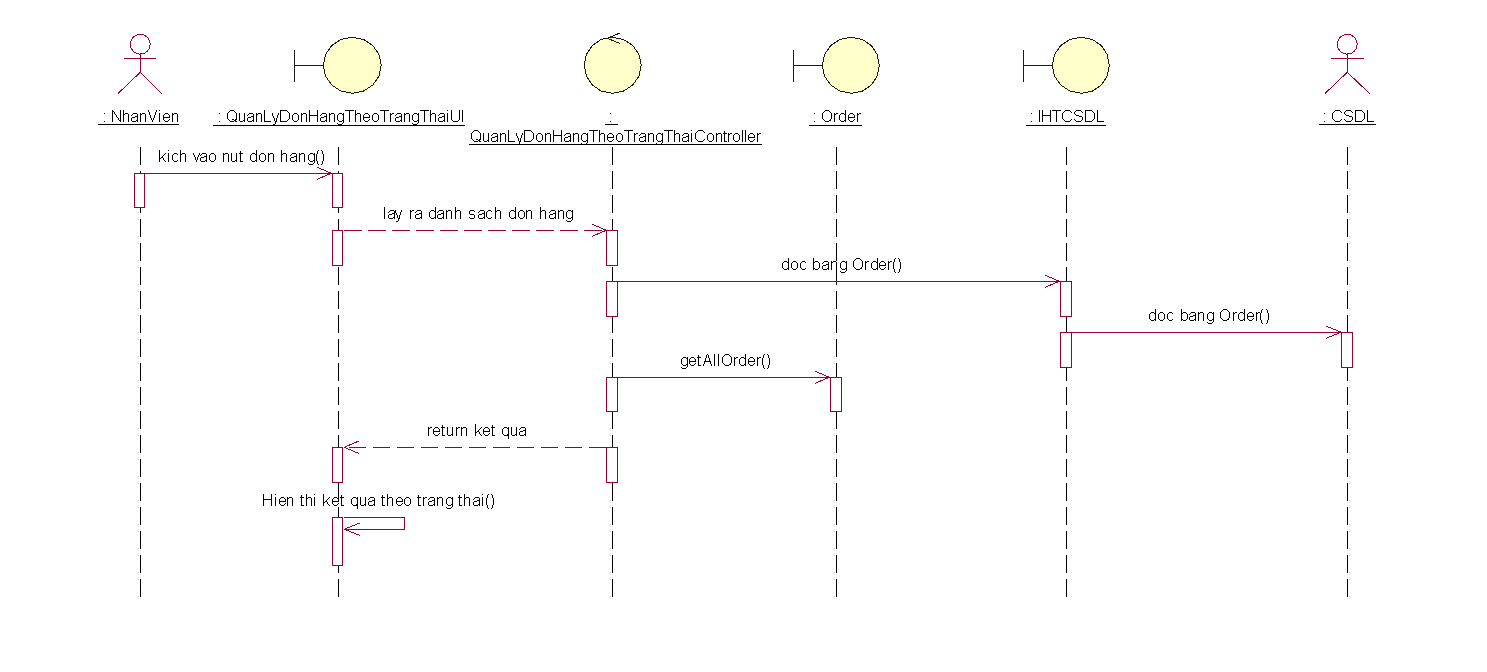 : NhanVien
: QuanLyDonHangTheoTrangThaiUI
:
QuanLyDonHangTheoTrangThaiController
: Order
: IHTCSDL
: CSDL
kich vao nut don hang()
lay ra danh sach don hang
doc bang Order()
doc bang Order()
getAllOrder()
return ket qua
Hien thi ket qua theo trang thai()